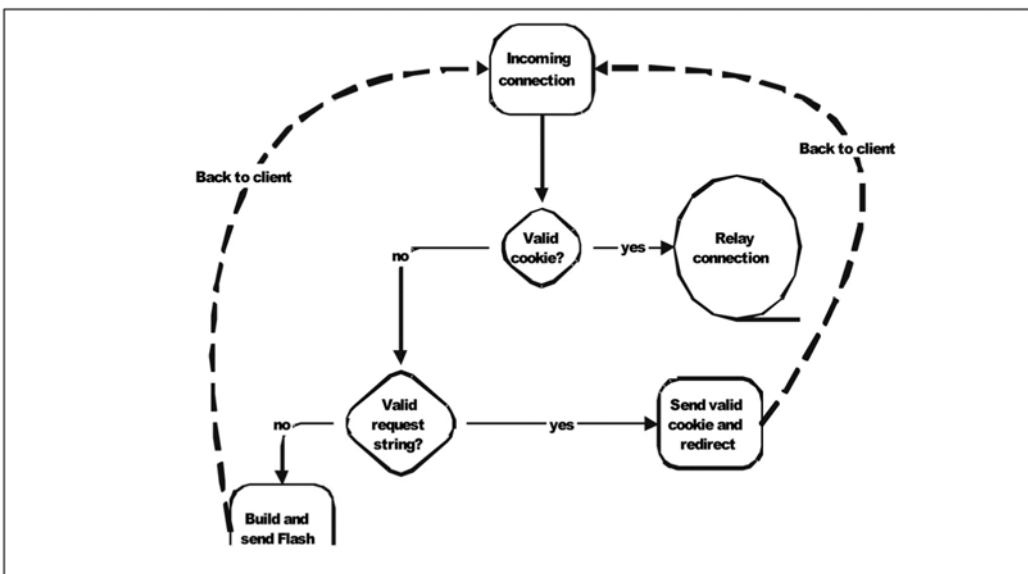 Incoming
connection
Back to client
Back to client
Valid
cookie?
no
yes
Relay
connection
Valid
request
string?
no
yes
Send valid
cookie and
redirect
Build and
send Flash